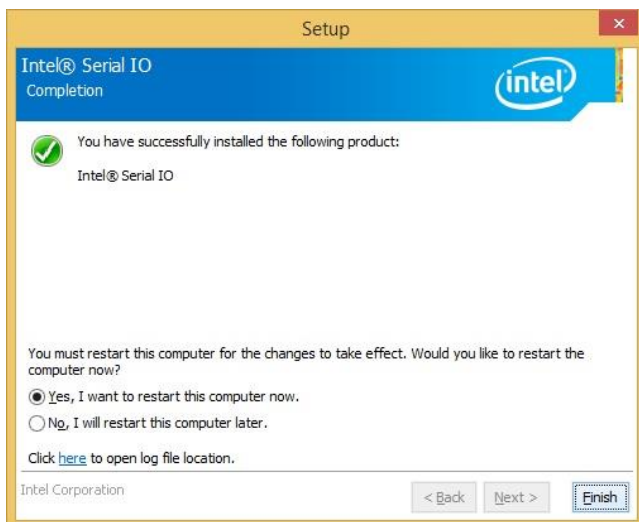 Setup
Intel® Serial IO
Completion
intel
You have successfully installed the following product:
Intel® Serial IO
You must restart this computer for the changes to take effect. Would you like to restart the
computer now?
Yes, I want to restart this computer now.
No, I will restart this computer later.
Click here to open log file location.
Intel Corporation
< Back Next > Finish